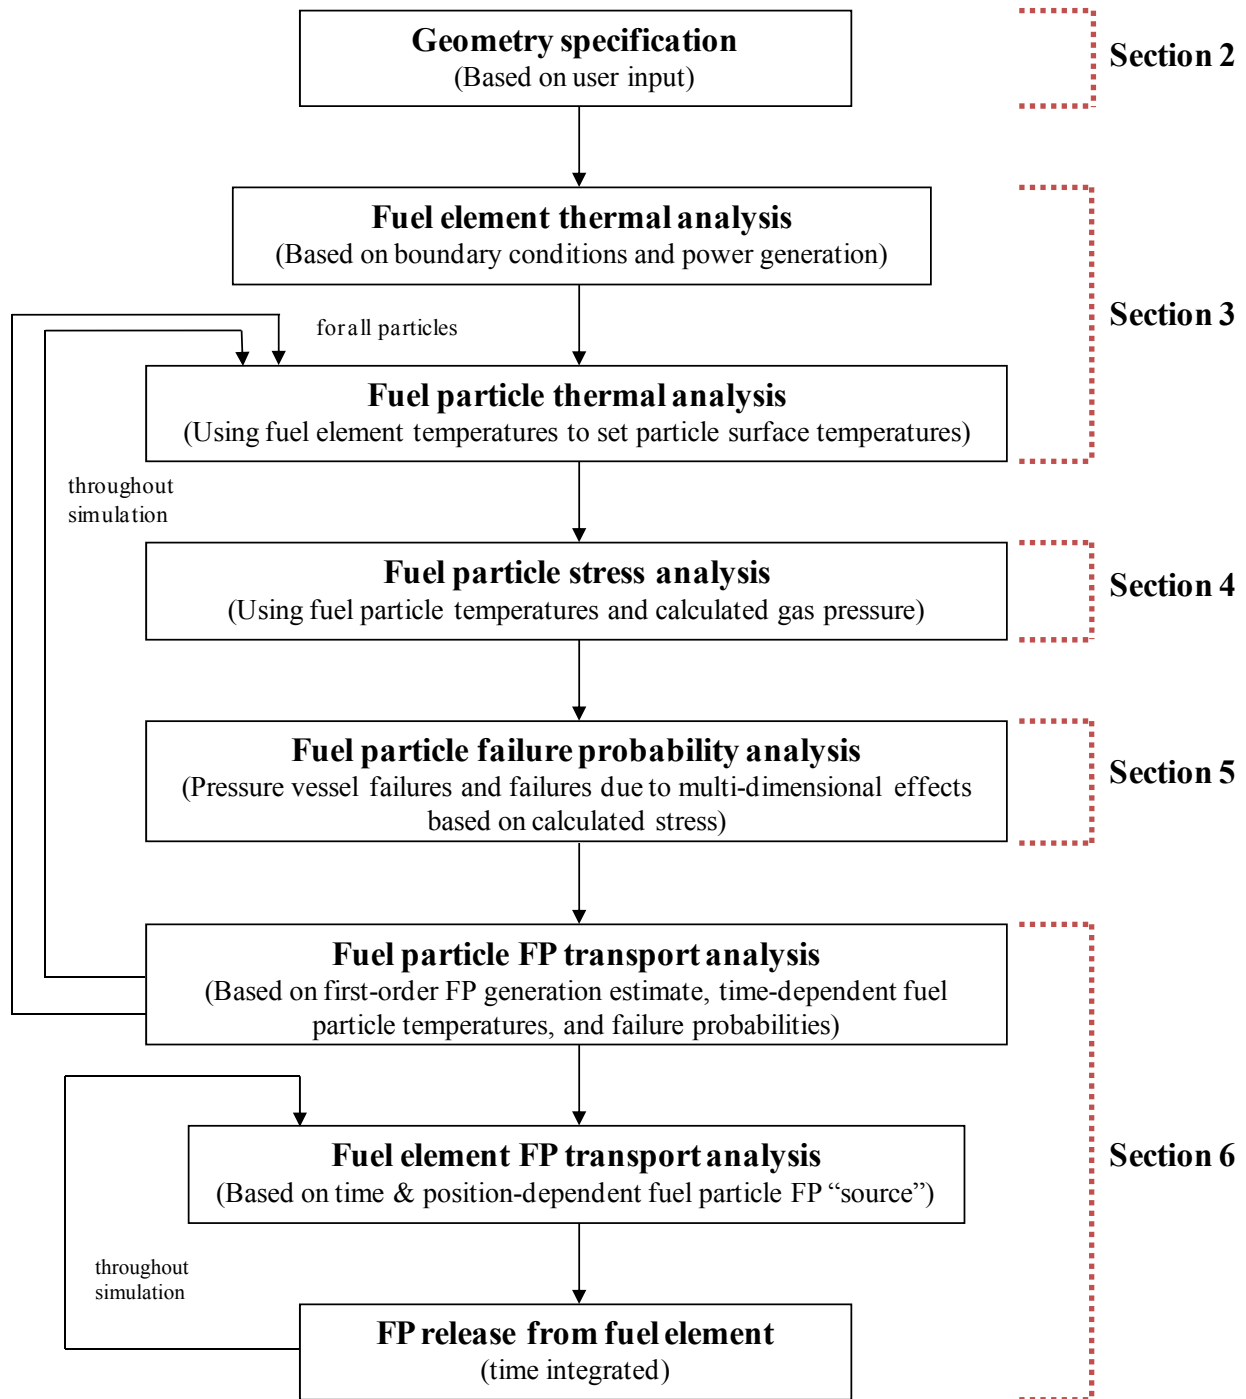 Geometry specification
(Based on user input)
Section 2
Fuel element thermal analysis
(Based on boundary conditions and power generation)
Section 3
for all particles
Fuel particle thermal analysis
(Using fuel element temperatures to set particle surface temperatures)
throughout
simulation
Fuel particle stress analysis
(Using fuel particle temperatures and calculated gas pressure)
Section 4
Fuel particle failure probability analysis
(Pressure vessel failures and failures due to multi-dimensional effects
based on calculated stress)
Section 5
Fuel particle FP transport analysis
(Based on first-order FP generation estimate, time-dependent fuel
particle temperatures, and failure probabilities)
Fuel element FP transport analysis
(Based on time & position-dependent fuel particle FP “source”)
Section 6
throughout
simulation
FP release from fuel element
(time integrated)